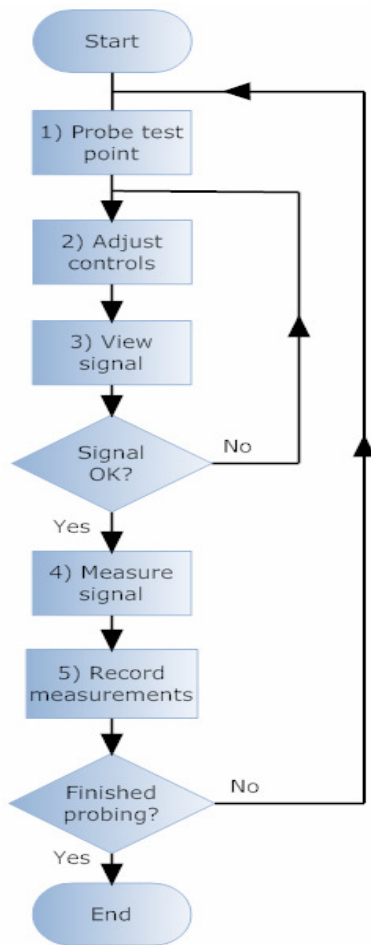 Start
1) Probe test
point
2) Adjust
controls
3) View
signal
Signal
OK?
No
Yes
4) Measure
signal
5) Record
measurements
Finished
probing?
No
Yes
End